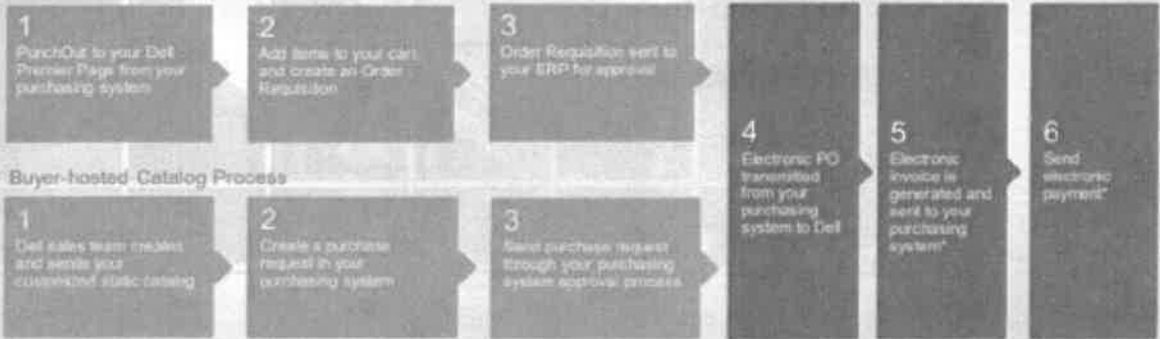 1
PunchOut to your Dell
Premier Page from your
purchasing system
2
Add items to your cart
and create an Order
Requisition
3
Order Requisition sent to
your ERP for approval
Buyer-hosted Catalog Process
1
Dell sales team creates
and sends your
customized static catalog
2
Create a purchase
request in your
purchasing system
3
Send purchase request
through your purchasing
system approval process
4
Electronic PO
transmitted
from your
purchasing
system to Dell
5
Electronic
invoice is
generated and
sent to your
purchasing
system*
6
Send
electronic
payment*